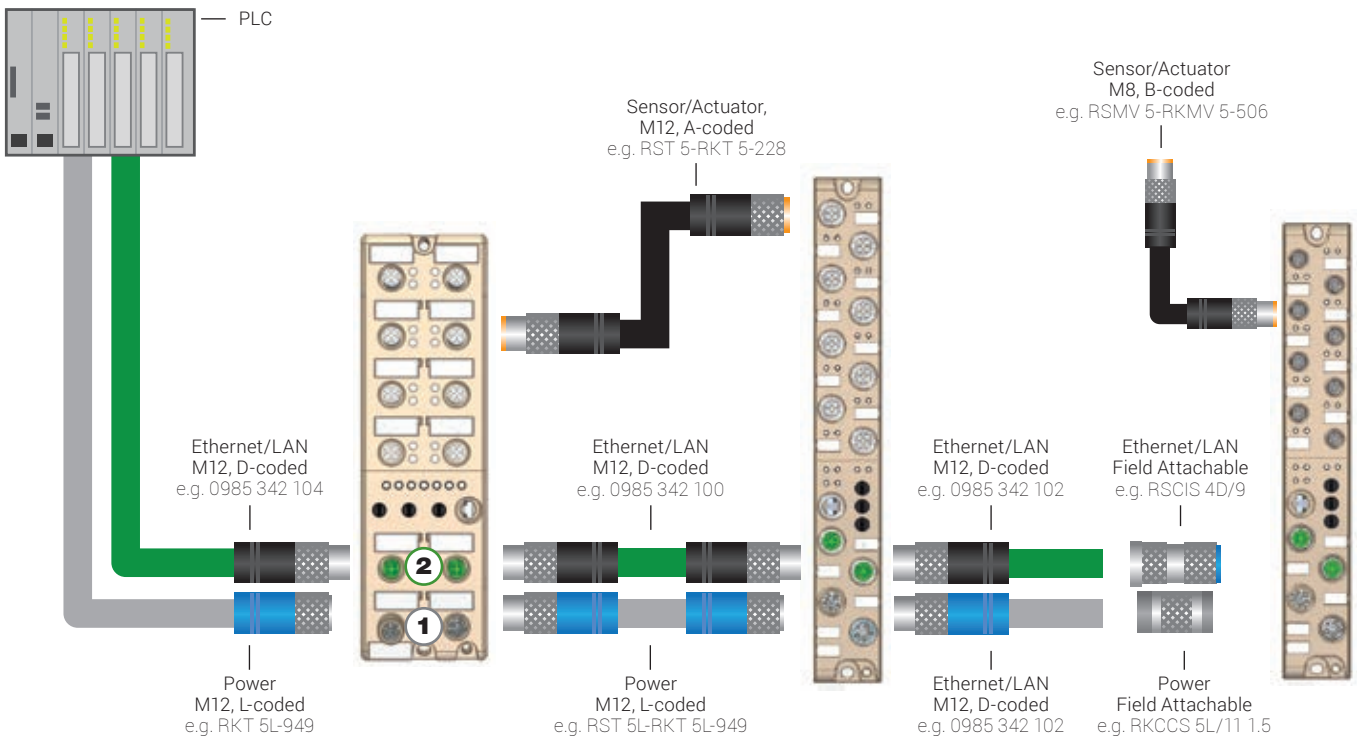 PLC
Sensor/Actuator
M8, B-coded
e.g. RSMV 5-RKMV 5-506
Sensor/Actuator,
M12, A-coded
e.g. RST 5-RKT 5-228
Ethernet/LAN
M12, D-coded
e.g. 0985 342 104
Ethernet/LAN
M12, D-coded
e.g. 0985 342 100
Ethernet/LAN
M12, D-coded
e.g. 0985 342 102
Ethernet/LAN
Field Attachable
e.g. RSCIS 4D/9
2
1
Power
M12, L-coded
e.g. RKT 5L-949
Power
M12, L-coded
e.g. RST 5L-RKT 5L-949
Ethernet/LAN
M12, D-coded
e.g. 0985 342 102
Power
Field Attachable
e.g. RKCCS 5L/11 1.5